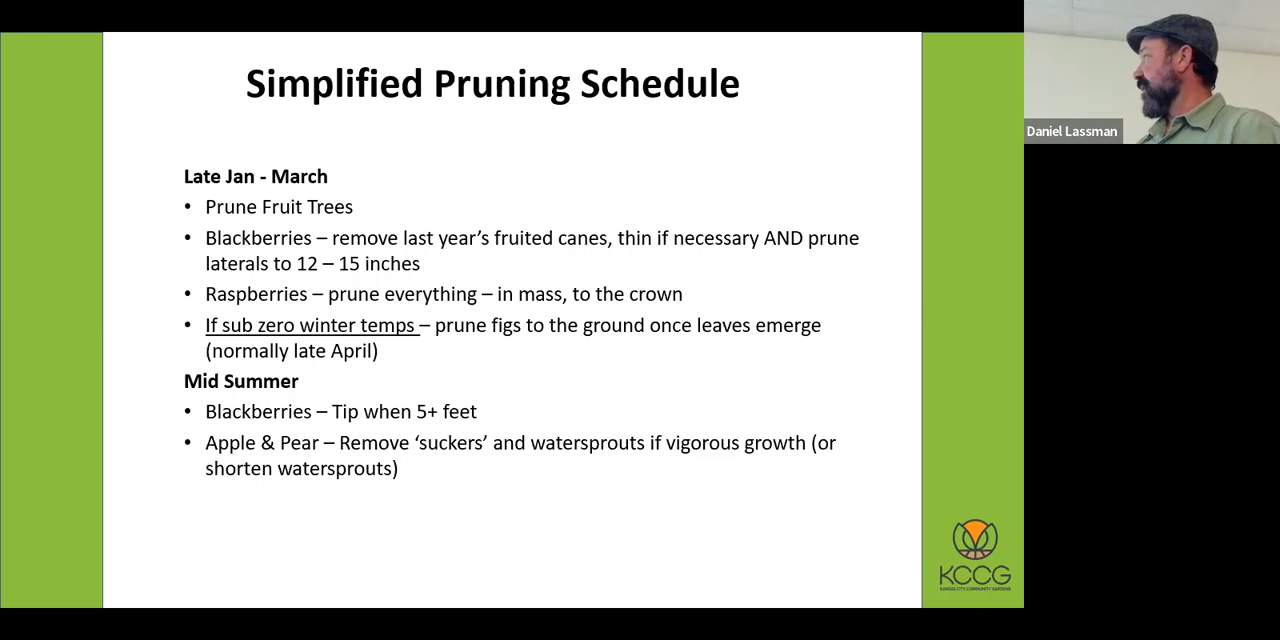 Simplified Pruning Schedule
Late Jan - March
• Prune Fruit Trees
• Blackberries – remove last year’s fruited canes, thin if necessary AND prune
laterals to 12 – 15 inches
• Raspberries – prune everything – in mass, to the crown
• If sub zero winter temps – prune figs to the ground once leaves emerge
(normally late April)
Mid Summer
• Blackberries – Tip when 5+ feet
• Apple & Pear – Remove ‘suckers’ and watersprouts if vigorous growth (or
shorten watersprouts)
KCCG
KANSAS CITY COMMUNITY GARDENS
Daniel Lassman